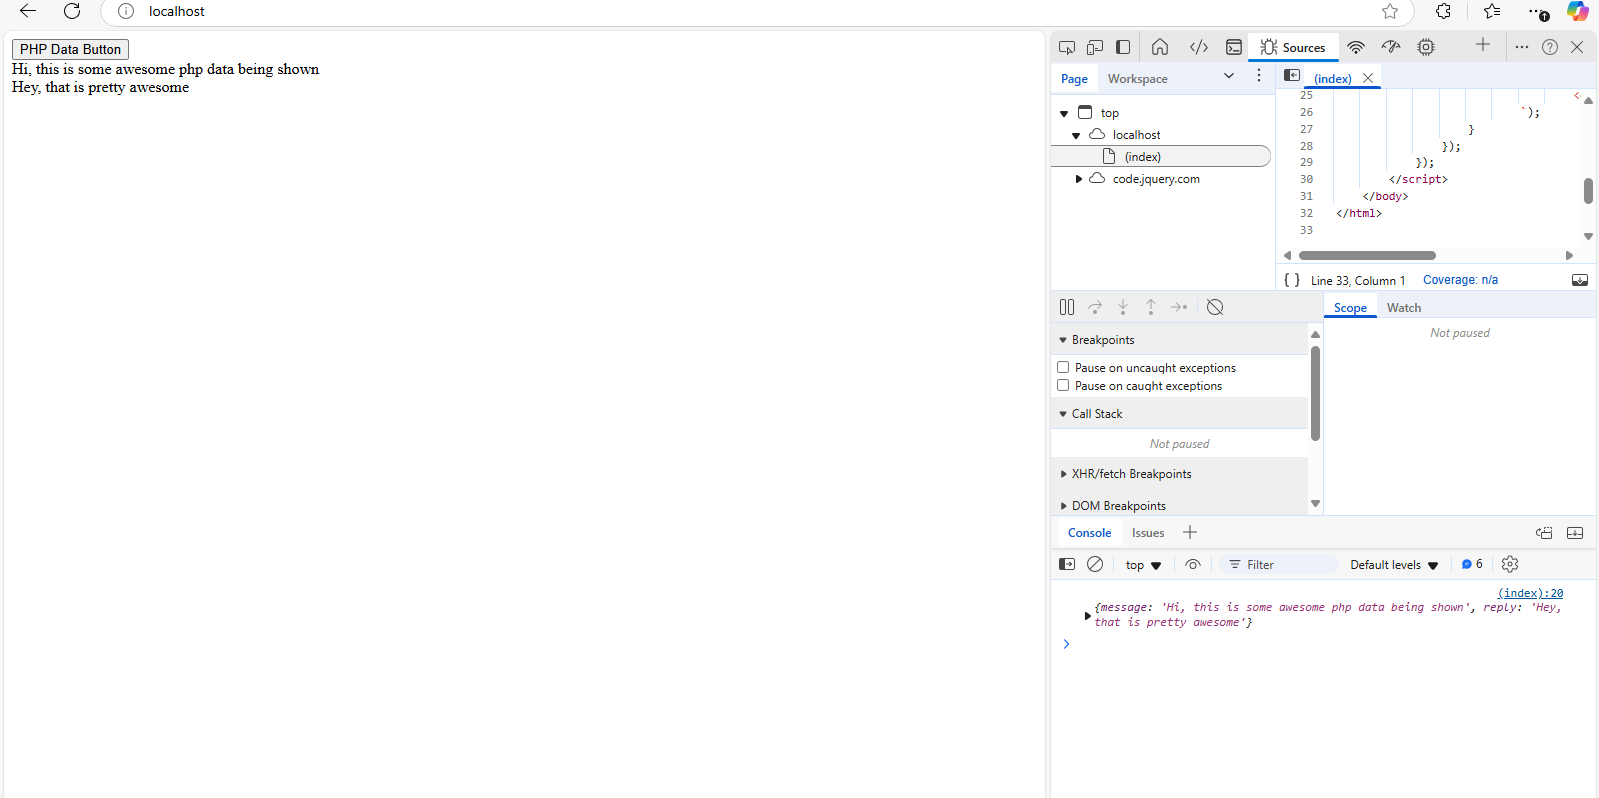 localhost
PHP Data Button
Hi, this is some awesome php data being shown
Hey, that is pretty awesome
Sources
Page Workspace
(index)
top
localhost
(index)
code.jquery.com
25 <
26 `);
27 }
28 });
29 });
30 </script>
31 </body>
32 </html>
33
{ } Line 33, Column 1 Coverage: n/a
Scope Watch
Not paused
Breakpoints
Pause on uncaught exceptions
Pause on caught exceptions
Call Stack
Not paused
XHR/fetch Breakpoints
DOM Breakpoints
Console Issues
top Filter Default levels 6
(index):20
{message: 'Hi, this is some awesome php data being shown', reply: 'Hey,
that is pretty awesome'}